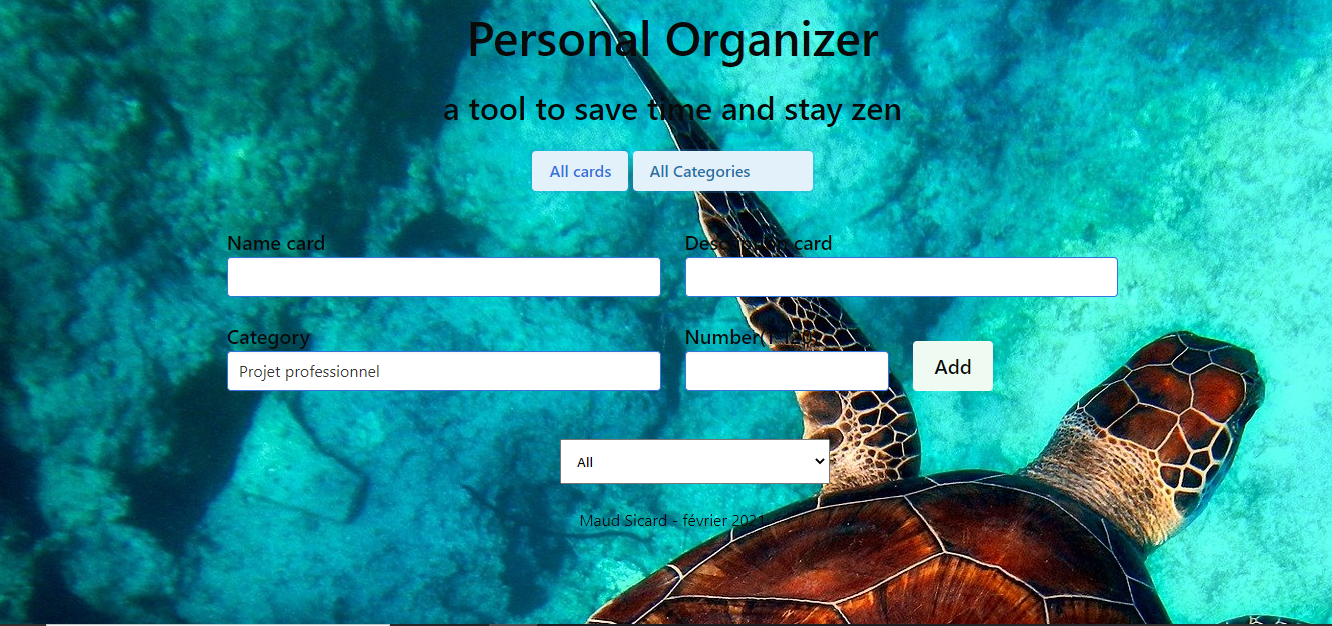 Personal Organizer
a tool to save time and stay zen
All cards All Categories
Name card Description card
Category Number(1-120)
Projet professionnel Add
All
Maud Sicard - février 2021